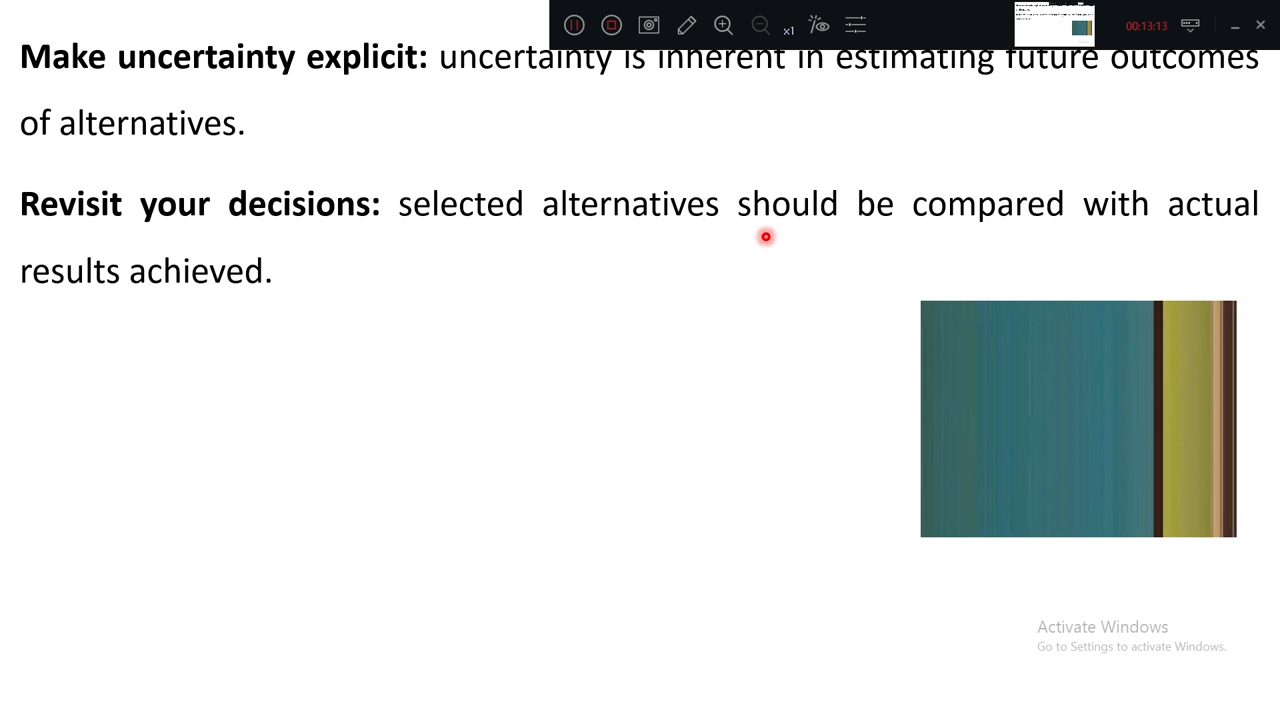 x1
00:13:13
Make uncertainty explicit: uncertainty is inherent in estimating future outcomes
of alternatives.
Revisit your decisions: selected alternatives should be compared with actual
results achieved.
Activate Windows
Go to Settings to activate Windows.